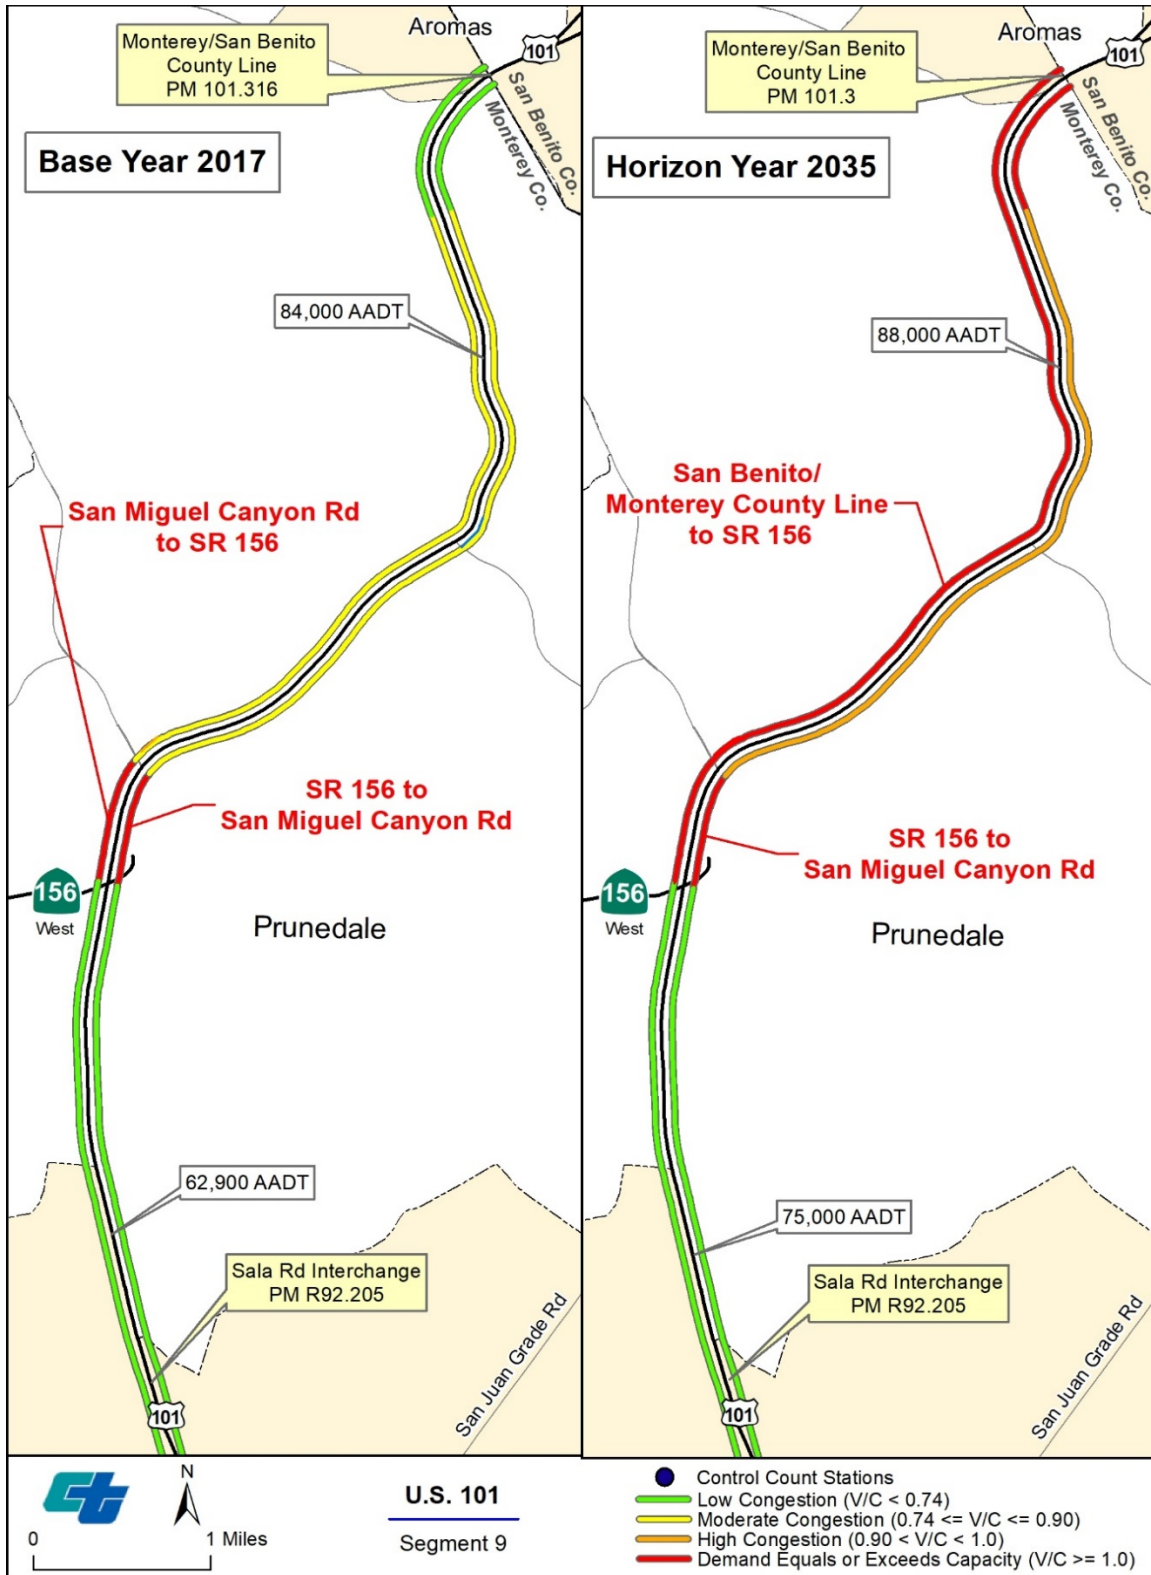 Aromas
101
Monterey/San Benito
County Line
PM 101.316
San Benito Co.
Monterey Co.
Base Year 2017
84,000 AADT
San Miguel Canyon Rd
to SR 156
SR 156 to
San Miguel Canyon Rd
156
West
Prunedale
62,900 AADT
Sala Rd Interchange
PM R92.205
San Juan Grade Rd
101
Aromas
101
Monterey/San Benito
County Line
PM 101.3
San Benito Co.
Monterey Co.
Horizon Year 2035
88,000 AADT
San Benito/
Monterey County Line
to SR 156
SR 156 to
San Miguel Canyon Rd
156
West
Prunedale
75,000 AADT
Sala Rd Interchange
PM R92.205
San Juan Grade Rd
101
ct
N
0 1 Miles
U.S. 101
Segment 9
Control Count Stations
Low Congestion (V/C < 0.74)
Moderate Congestion (0.74 <= V/C <= 0.90)
High Congestion (0.90 < V/C < 1.0)
Demand Equals or Exceeds Capacity (V/C >= 1.0)